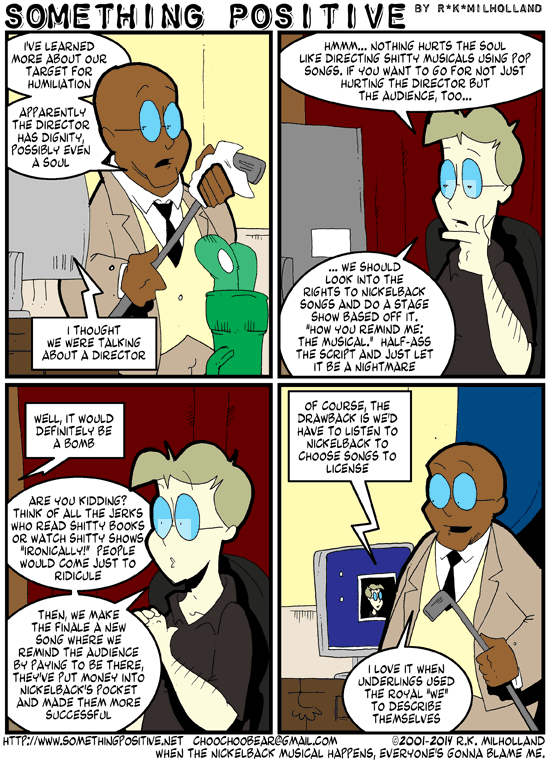 SOMETHING POSITIVE BY R*K*MILHOLLAND
I'VE LEARNED
MORE ABOUT OUR
TARGET FOR
HUMILIATION
APPARENTLY
THE DIRECTOR
HAS DIGNITY,
POSSIBLY EVEN
A SOUL
I THOUGHT
WE WERE TALKING
ABOUT A DIRECTOR
HMMM... NOTHING HURTS THE SOUL
LIKE DIRECTING SHITTY MUSICALS USING POP
SONGS. IF YOU WANT TO GO FOR NOT JUST
HURTING THE DIRECTOR BUT
THE AUDIENCE, TOO...
... WE SHOULD
LOOK INTO THE
RIGHTS TO NICKELBACK
SONGS AND DO A STAGE
SHOW BASED OFF IT.
"HOW YOU REMIND ME:
THE MUSICAL." HALF-ASS
THE SCRIPT AND JUST LET
IT BE A NIGHTMARE
WELL, IT WOULD
DEFINITELY BE
A BOMB
ARE YOU KIDDING?
THINK OF ALL THE JERKS
WHO READ SHITTY BOOKS
OR WATCH SHITTY SHOWS
"IRONICALLY!" PEOPLE
WOULD COME JUST TO
RIDICULE
THEN, WE MAKE
THE FINALE A NEW
SONG WHERE WE
REMIND THE AUDIENCE
BY PAYING TO BE THERE,
THEY'VE PUT MONEY INTO
NICKELBACK'S POCKET
AND MADE THEM MORE
SUCCESSFUL
OF COURSE, THE
DRAWBACK IS WE'D
HAVE TO LISTEN TO
NICKELBACK TO
CHOOSE SONGS TO
LICENSE
I LOVE IT WHEN
UNDERLINGS USED
THE ROYAL "WE"
TO DESCRIBE
THEMSELVES
HTTP://WWW.SOMETHINGPOSITIVE.NET CHOOCHOOBEAR@GMAIL.COM ©2001-2014 R.K. MILHOLLAND
WHEN THE NICKELBACK MUSICAL HAPPENS, EVERYONE'S GONNA BLAME ME.